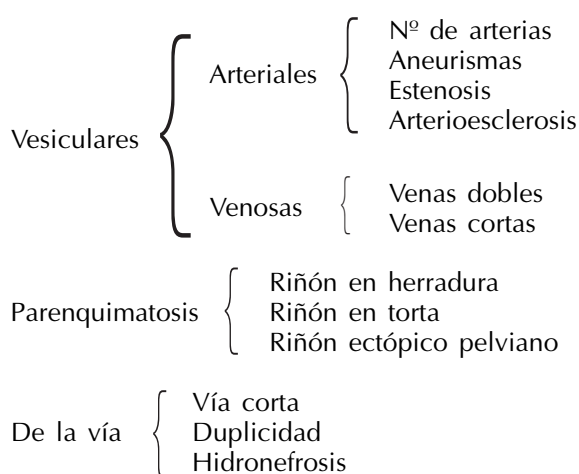 Nº de arterias
Arteriales
Aneurismas
Estenosis
Arterioesclerosis
Vesiculares
Venosas
Venas dobles
Venas cortas
Riñón en herradura
Parenquimatosis
Riñón en torta
Riñón ectópico pelviano
Vía corta
De la vía
Duplicidad
Hidronefrosis